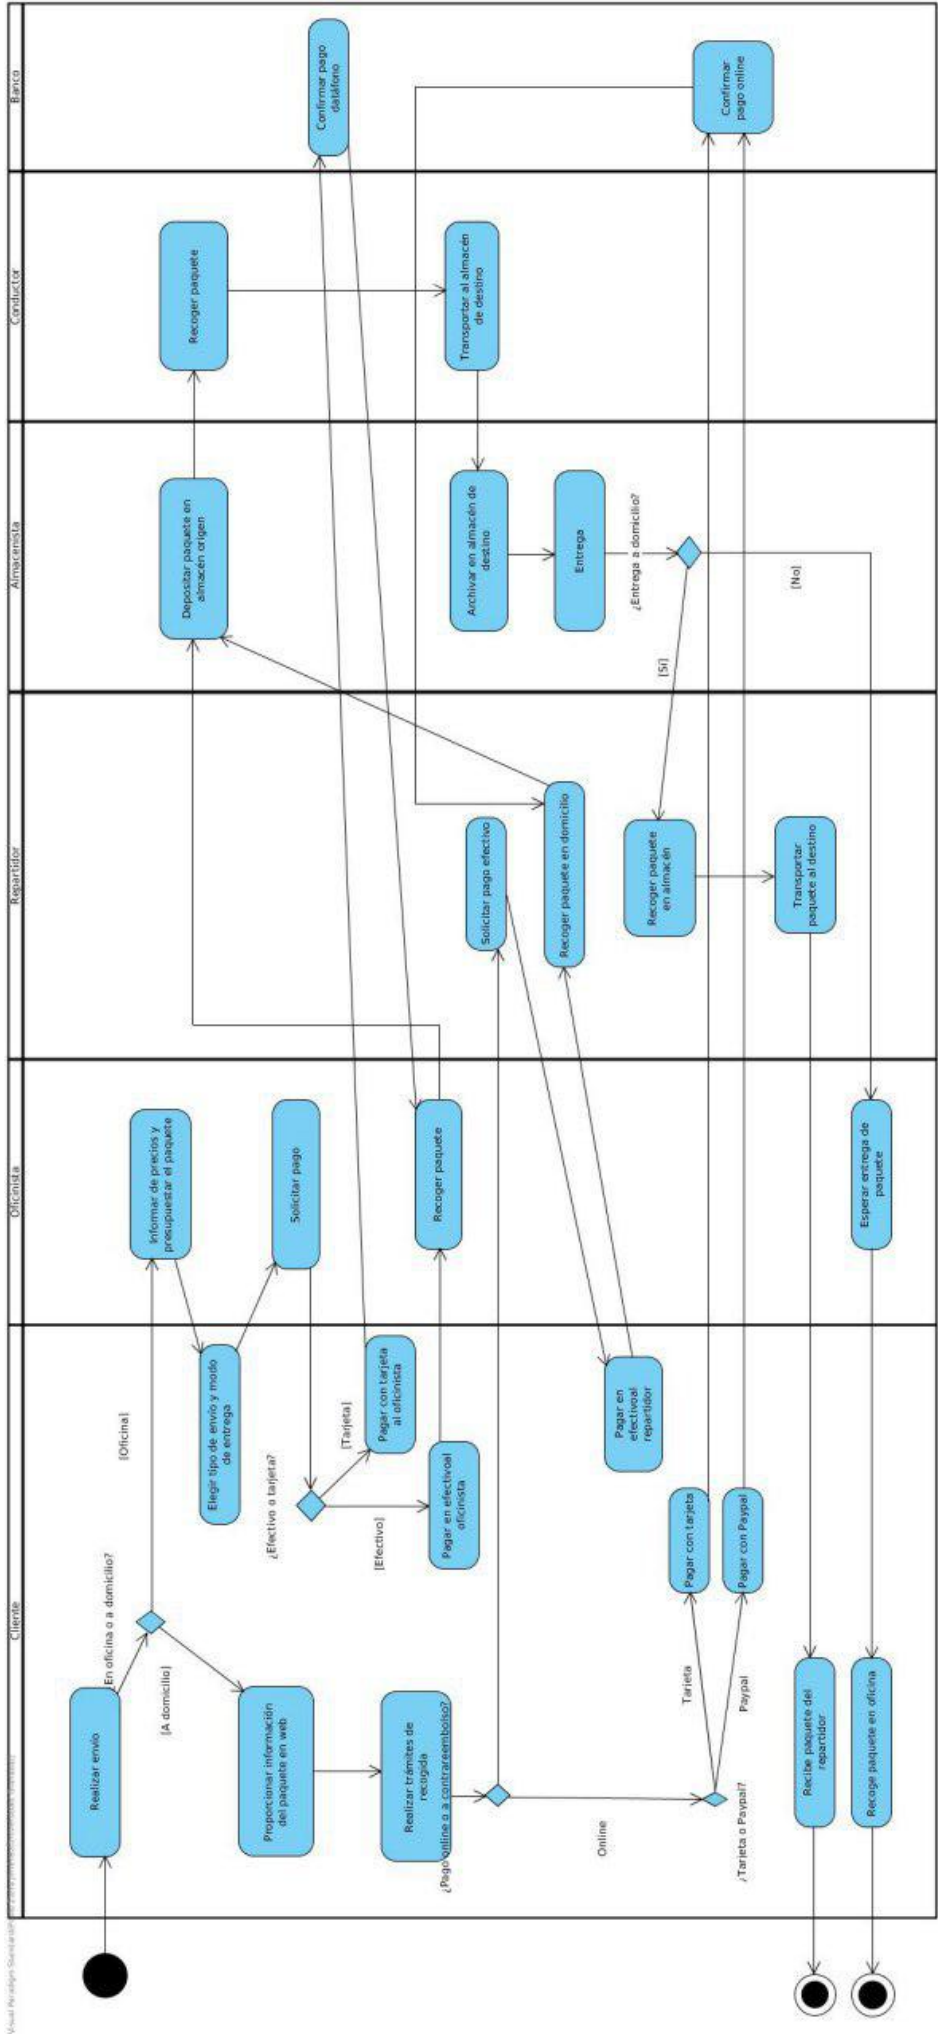 Cliente
Oficinista
Repartidor
Almacenista
Conductor
Banco
Realizar envío
En oficina o a domicilio?
[Oficina]
[A domicilio]
Informar de precios y
presupuestar el paquete
Elegir tipo de envío y modo
de entrega
Solicitar pago
¿Efectivo o tarjeta?
[Tarjeta]
[Efectivo]
Pagar con tarjeta
al oficinista
Pagar en efectivoal
oficinista
Recoger paquete
Confirmar pago
datáfono
Proporcionar información
del paquete en web
Realizar trámites de
recogida
¿Pago online o a contrareembolso?
Online
Solicitar pago efectivo
Pagar en
efectivoal
repartidor
Recoger paquete en domicilio
¿Tarjeta o Paypal?
Tarjeta
Paypal
Pagar con tarjeta
Pagar con Paypal
Confirmar
pago online
Depositar paquete en
almacén origen
Recoger paquete
Transportar al almacén
de destino
Archivar en almacén de
destino
Entrega
¿Entrega a domicilio?
[Sí]
[No]
Recoger paquete
en almacén
Transportar
paquete al destino
Recibe paquete del
repartidor
Esperar entrega de
paquete
Recoge paquete en oficina